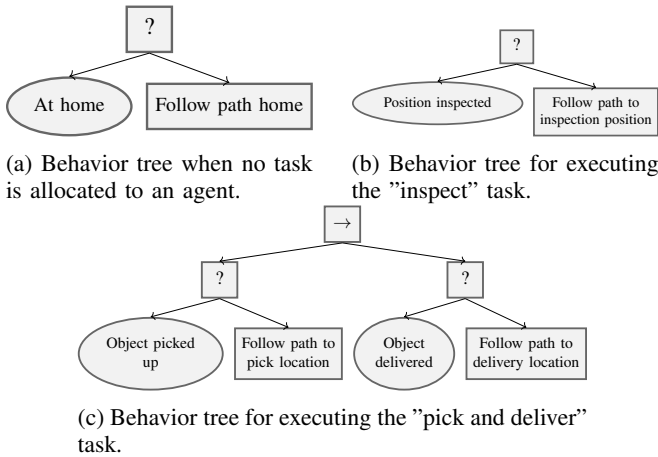 ?
At home
Follow path home
(a) Behavior tree when no task
is allocated to an agent.
?
Position inspected
Follow path to
inspection position
(b) Behavior tree for executing
the ”inspect” task.
→
?
?
Object picked
up
Follow path to
pick location
Object
delivered
Follow path to
delivery location
(c) Behavior tree for executing the ”pick and deliver”
task.